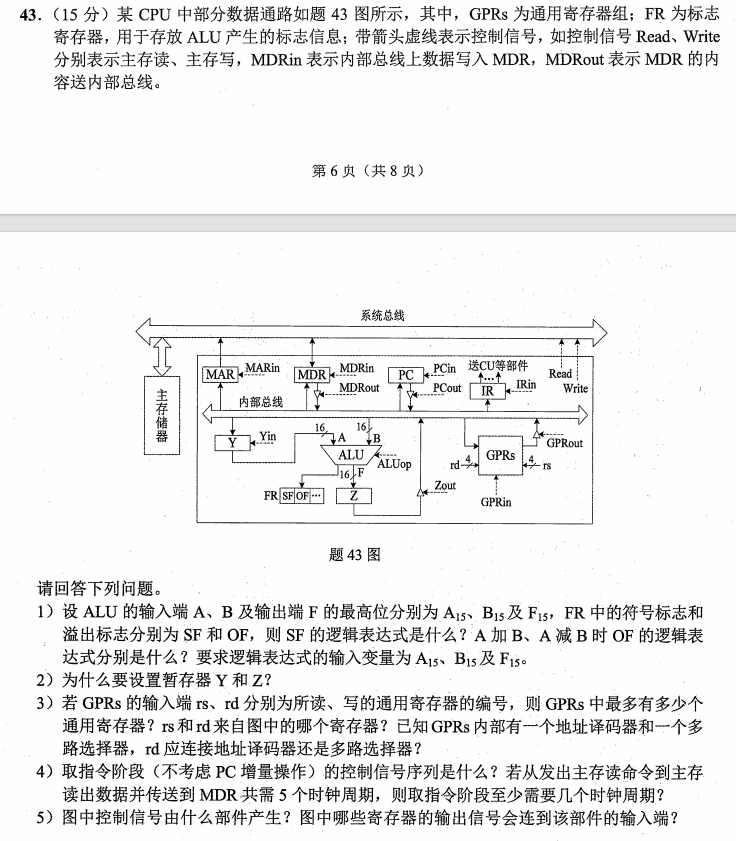 43.（15 分）某 CPU 中部分数据通路如题 43 图所示，其中，GPRs 为通用寄存器组；FR 为标志
寄存器，用于存放 ALU 产生的标志信息；带箭头虚线表示控制信号，如控制信号 Read、Write
分别表示主存读、主存写，MDRin 表示内部总线上数据写入 MDR，MDRout 表示 MDR 的内
容送内部总线。
第 6 页（共 8 页）
系统总线
MAR
MARin
MDR
MDRin
MDRout
PC
PCin
PCout
送CU等部件
…
IR
IRin
Read
Write
主存储器
内部总线
Y
Yin
16
A
16
B
ALU
ALUop
16
F
FR
SF
OF
…
Z
Zout
rd
4
GPRs
4
rs
GPRout
GPRin
题 43 图
请回答下列问题。
1）设 ALU 的输入端 A、B 及输出端 F 的最高位分别为 A15、B15 及 F15，FR 中的符号标志和
溢出标志分别为 SF 和 OF，则 SF 的逻辑表达式是什么？A 加 B、A 减 B 时 OF 的逻辑表
达式分别是什么？要求逻辑表达式的输入变量为 A15、B15 及 F15。
2）为什么要设置暂存器 Y 和 Z？
3）若 GPRs 的输入端 rs、rd 分别为所读、写的通用寄存器的编号，则 GPRs 中最多有多少个
通用寄存器？rs 和 rd 来自图中的哪个寄存器？已知 GPRs 内部有一个地址译码器和一个多
路选择器，rd 应连接地址译码器还是多路选择器？
4）取指令阶段（不考虑 PC 增量操作）的控制信号序列是什么？若从发出主存读命令到主存
读出数据并传送到 MDR 共需 5 个时钟周期，则取指令阶段至少需要几个时钟周期？
5）图中控制信号由什么部件产生？图中哪些寄存器的输出信号会连到该部件的输入端？